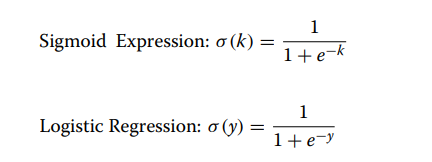 Sigmoid Expression: σ(k) = 1 / (1 + e^{−k})
Logistic Regression: σ(y) = 1 / (1 + e^{−y})